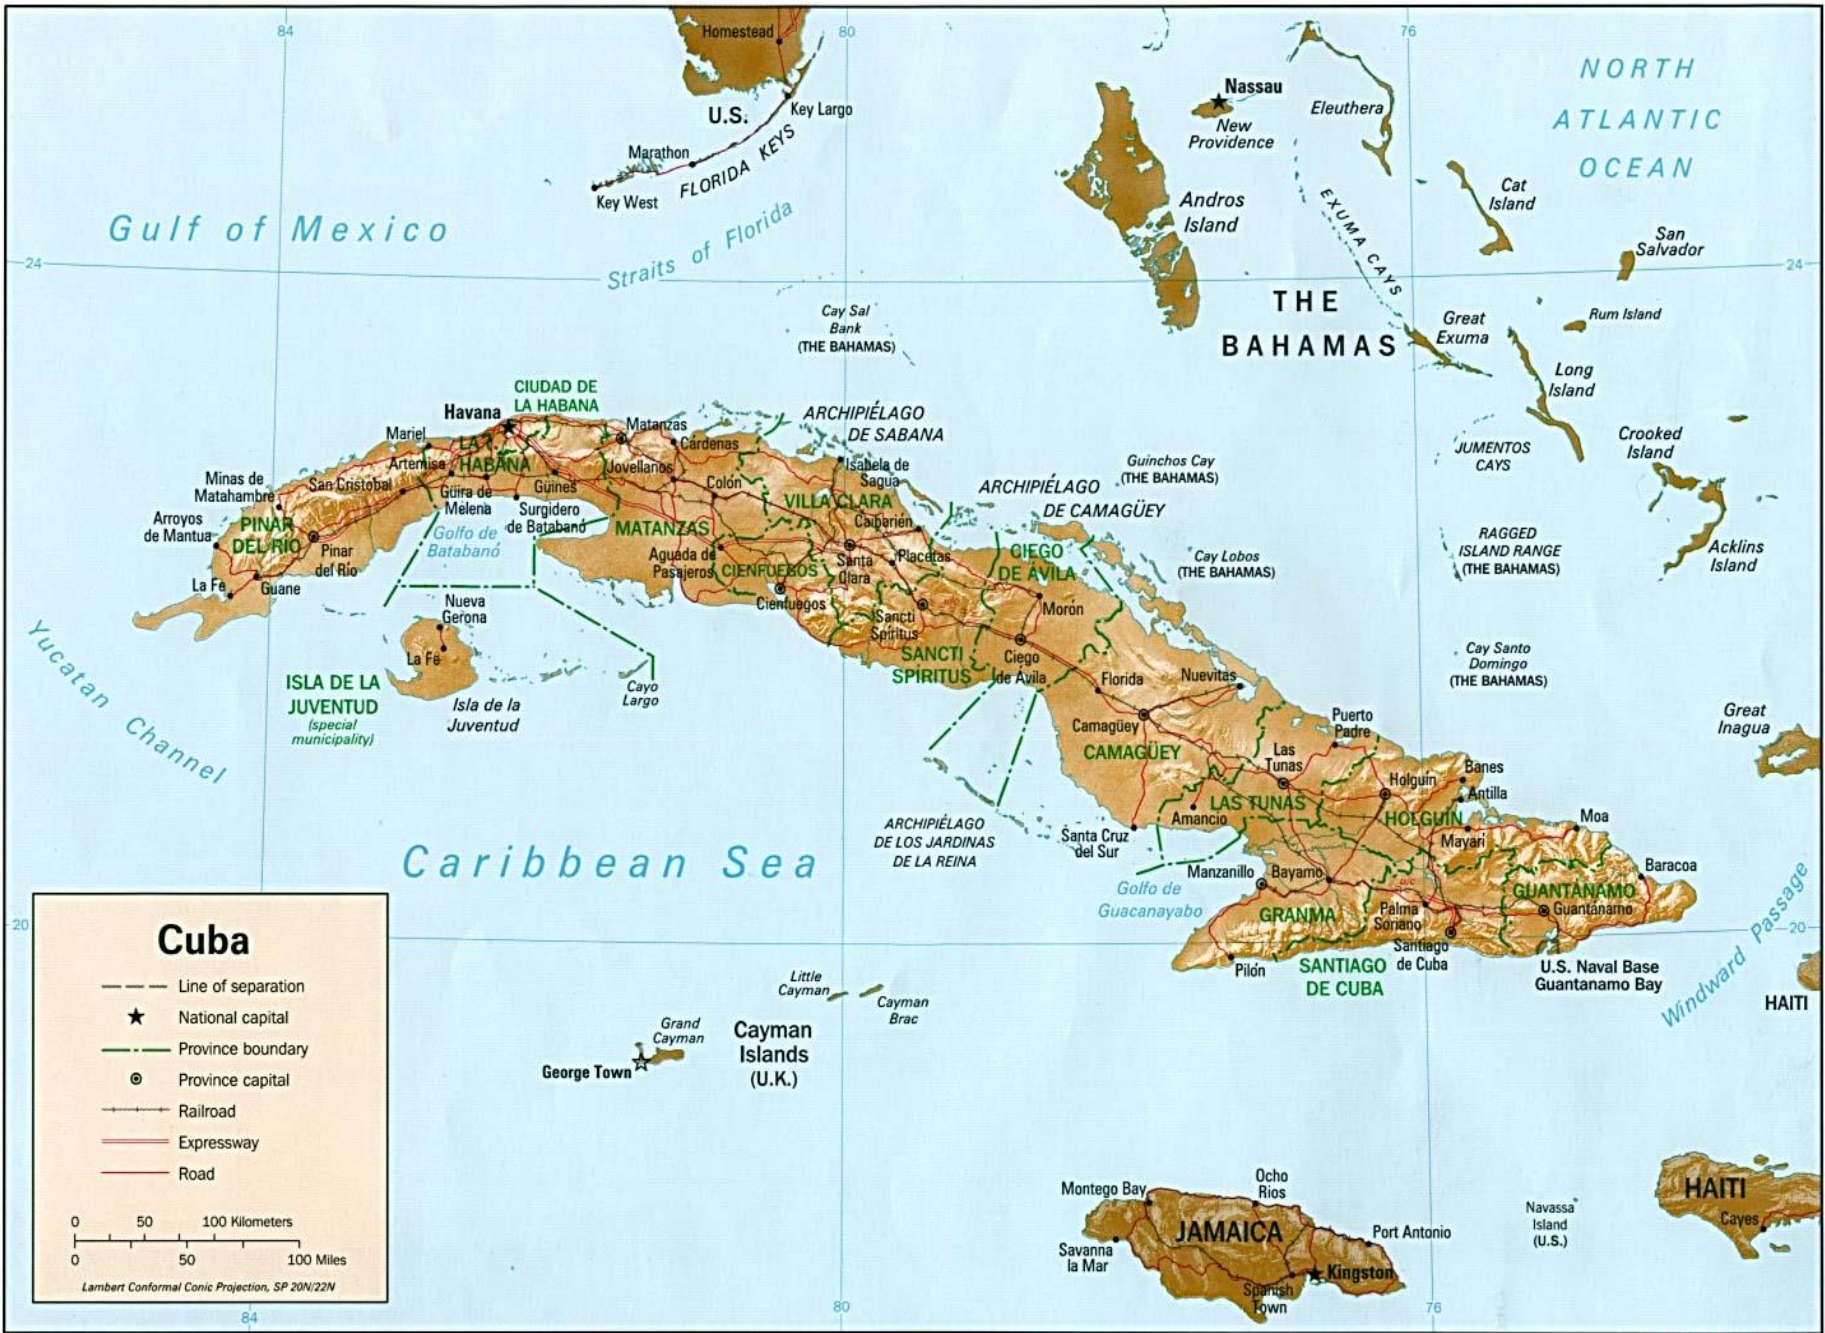 84
80
76
Homestead
U.S.
Key Largo
Marathon
FLORIDA KEYS
Key West
Nassau
New
Providence
Eleuthera
NORTH
ATLANTIC
OCEAN
Cat
Island
Andros
Island
EXUMA CAYS
San
Salvador
Gulf of Mexico
Straits of Florida
24
24
THE
BAHAMAS
Great
Exuma
Rum Island
Long
Island
Cay Sal
Bank
(THE BAHAMAS)
CIUDAD DE
LA HABANA
Havana
ARCHIPIÉLAGO
DE SABANA
Mariel
Matanzas
Cárdenas
LA
HABANA
Artemisa
Jovellanos
Isabela de
Sagua
Guinchos Cay
(THE BAHAMAS)
JUMENTOS
CAYS
Crooked
Island
Minas de
Matahambre
San Cristobal
Güira de
Melena
Güines
Colón
VILLA CLARA
ARCHIPIÉLAGO
DE CAMAGÜEY
Arroyos
de Mantua
PINAR
DEL RIO
Surgidero
de Batabanó
MATANZAS
Caibarién
Golfo de
Batabanó
RAGGED
ISLAND RANGE
(THE BAHAMAS)
Acklins
Island
Pinar
del Río
Aguada de
Pasajeros
CIENFUEGOS
Santa
Clara
Placetas
CIEGO
DE ÁVILA
Cay Lobos
(THE BAHAMAS)
La Fe
Guane
Nueva
Gerona
Cienfuegos
Sancti
Spíritus
u/c
Morón
La Fe
SANCTI
SPÍRITUS
Ciego
de Ávila
Cay Santo
Domingo
(THE BAHAMAS)
Yucatan Channel
ISLA DE LA
JUVENTUD
(special
municipality)
Isla de la
Juventud
Cayo
Largo
Florida
Nuevitas
Camagüey
CAMAGÜEY
Puerto
Padre
Great
Inagua
Las
Tunas
Holguín
Banes
Antilla
LAS TUNAS
Amancio
HOLGUÍN
Moa
Mayarí
ARCHIPIÉLAGO
DE LOS JARDINAS
DE LA REINA
Santa Cruz
del Sur
Caribbean Sea
Golfo de
Guacanayabo
Manzanillo
Bayamo
u/c
Baracoa
GUANTÁNAMO
Guantánamo
GRANMA
Palma
Soriano
Santiago
de Cuba
Pilón
SANTIAGO
DE CUBA
U.S. Naval Base
Guantanamo Bay
Windward Passage
20
20
HAITI
Little
Cayman
Cayman
Brac
Grand
Cayman
George Town
Cayman
Islands
(U.K.)
Cuba
Line of separation
National capital
Province boundary
Province capital
Railroad
Expressway
Road
0 50 100 Kilometers
0 50 100 Miles
Lambert Conformal Conic Projection, SP 20N/22N
Montego Bay
Ocho
Rios
JAMAICA
Port Antonio
Savanna
la Mar
Spanish
Town
Kingston
Navassa
Island
(U.S.)
HAITI
Cayes
84
80
76